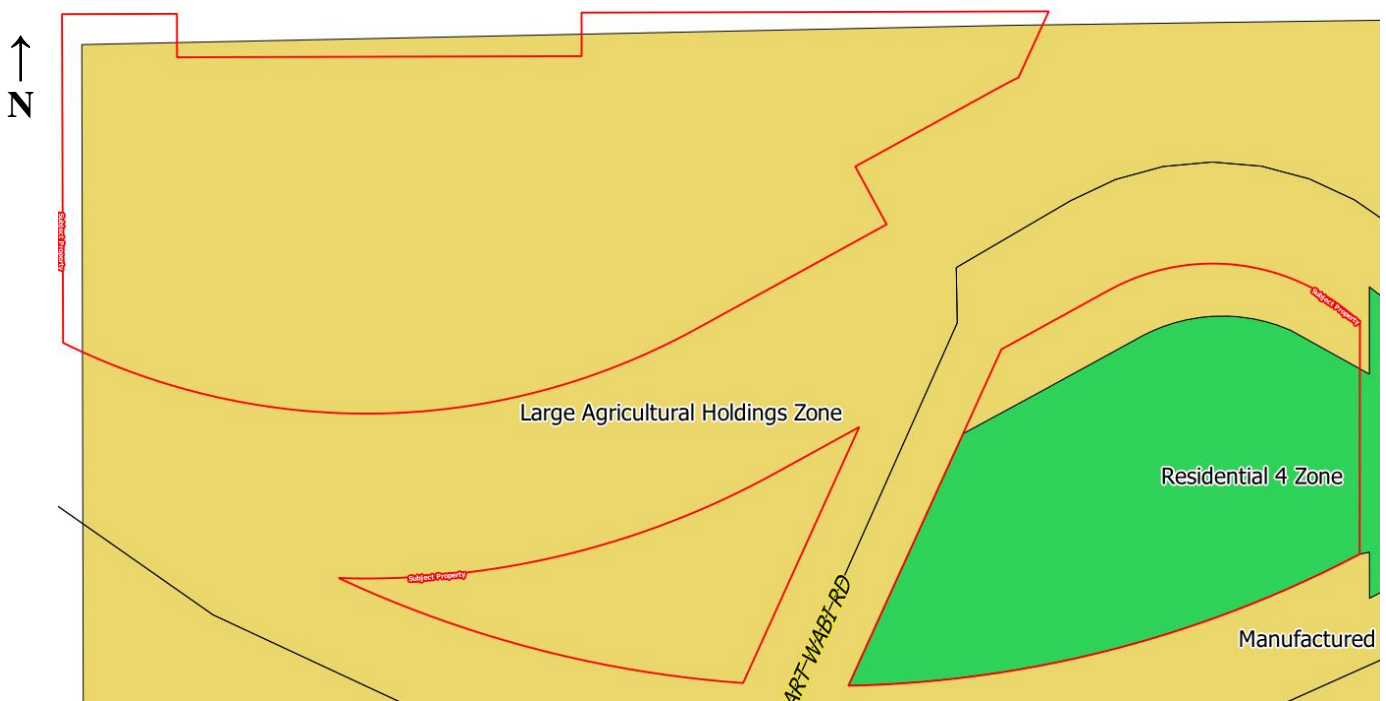 ↑
N
Subject Property
Subject Property
Large Agricultural Holdings Zone
Residential 4 Zone
Subject Property
ART WABI RD
Manufactured